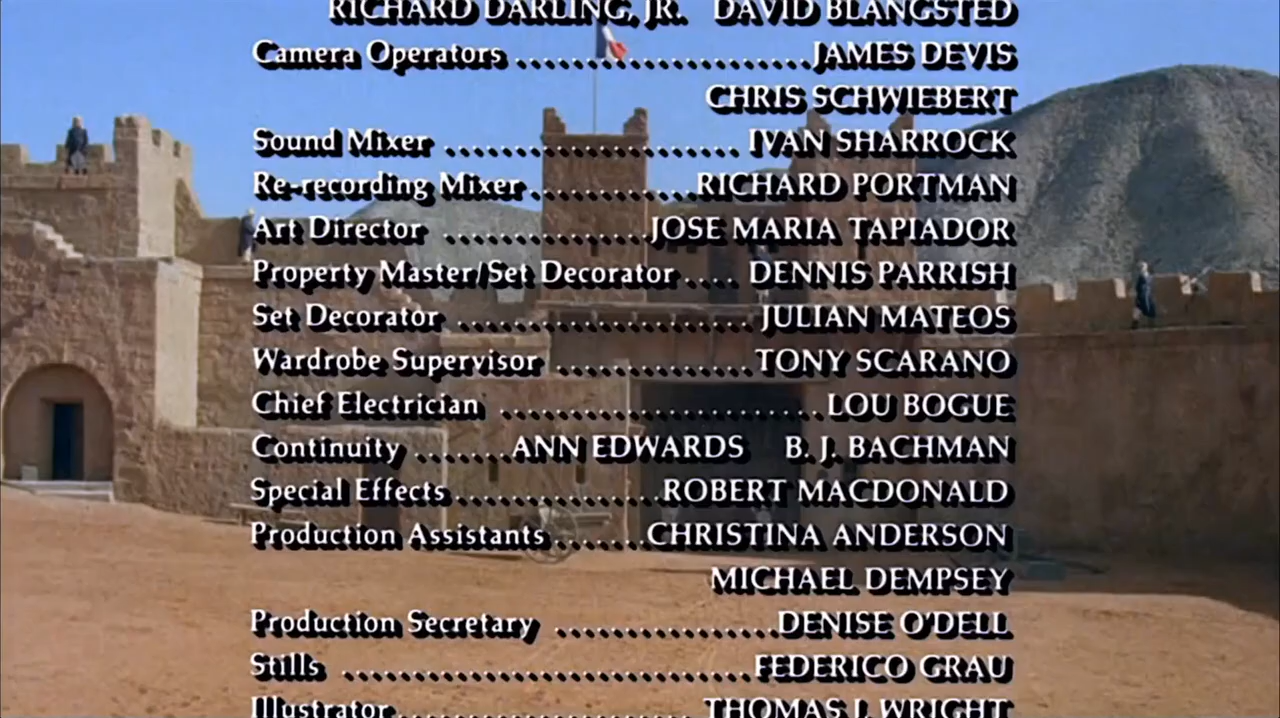 RICHARD DARLING, JR. DAVID BLANGSTED
Camera Operators ........................JAMES DEVIS
CHRIS SCHWIEBERT
Sound Mixer ........................ IVAN SHARROCK
Re-recording Mixer.............RICHARD PORTMAN
Art Director .................JOSE MARIA TAPIADOR
Property Master/Set Decorator .... DENNIS PARRISH
Set Decorator ........................JULIAN MATEOS
Wardrobe Supervisor ................TONY SCARANO
Chief Electrician ..........................LOU BOGUE
Continuity .......ANN EDWARDS B. J. BACHMAN
Special Effects.................ROBERT MACDONALD
Production Assistants .......CHRISTINA ANDERSON
MICHAEL DEMPSEY
Production Secretary ..................DENISE O'DELL
Stills .................................FEDERICO GRAU
Illustrator........................ THOMAS J. WRIGHT